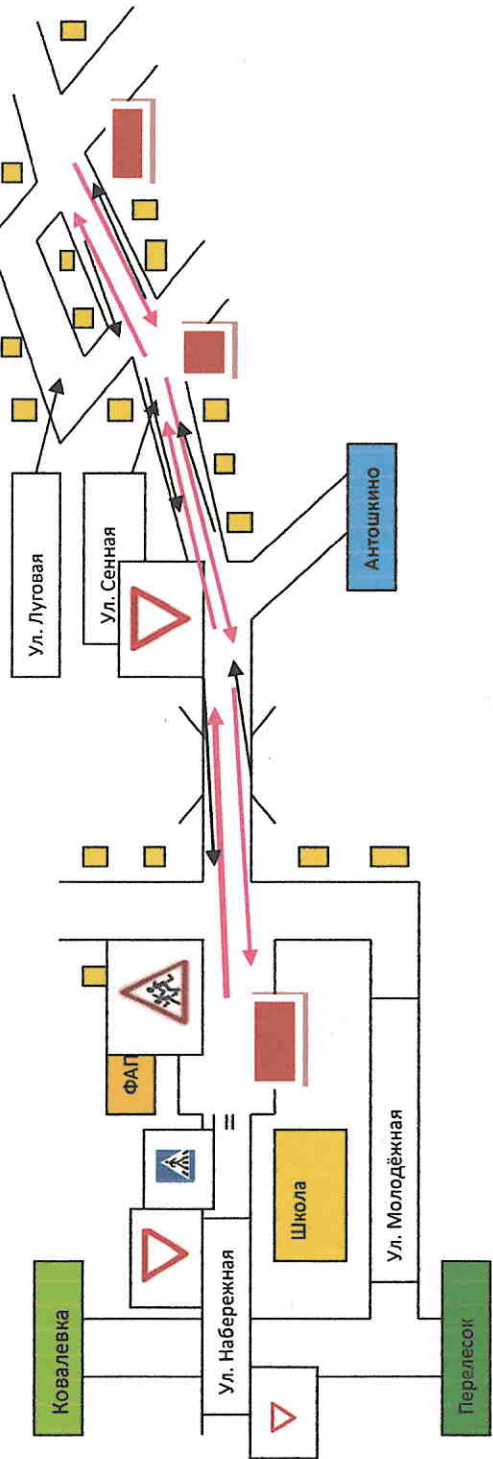 Ковалевка
Ул. Набережная
Перелесок
ФАП
Школа
=
Ул. Молодёжная
Ул. Луговая
Ул. Сенная
Антошкино